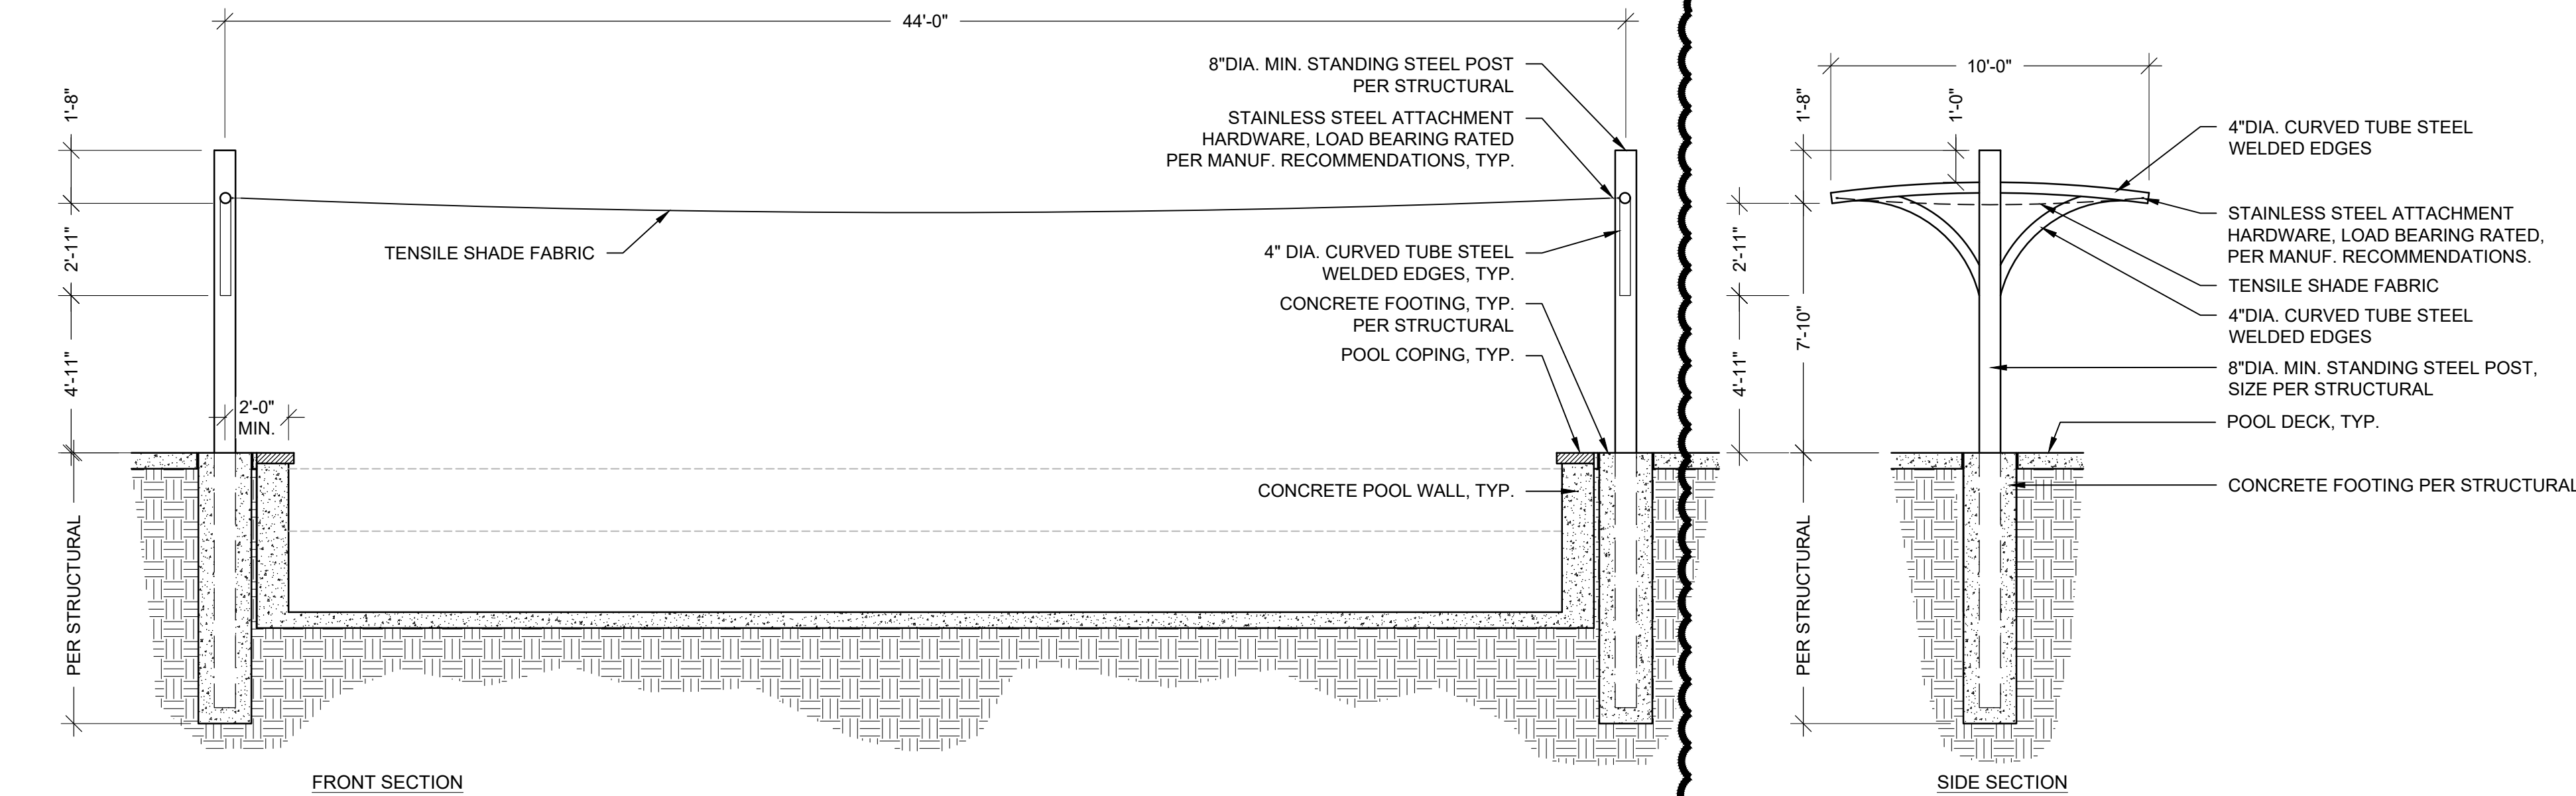 44'-0"
1'-8"
2'-11"
4'-11"
PER STRUCTURAL
2'-0"
MIN.
TENSILE SHADE FABRIC
8"DIA. MIN. STANDING STEEL POST
PER STRUCTURAL
STAINLESS STEEL ATTACHMENT
HARDWARE, LOAD BEARING RATED
PER MANUF. RECOMMENDATIONS, TYP.
4" DIA. CURVED TUBE STEEL
WELDED EDGES, TYP.
CONCRETE FOOTING, TYP.
PER STRUCTURAL
POOL COPING, TYP.
CONCRETE POOL WALL, TYP.
FRONT SECTION
10'-0"
1'-8"
1'-0"
2'-11"
7'-10"
4'-11"
PER STRUCTURAL
4"DIA. CURVED TUBE STEEL
WELDED EDGES
STAINLESS STEEL ATTACHMENT
HARDWARE, LOAD BEARING RATED,
PER MANUF. RECOMMENDATIONS.
TENSILE SHADE FABRIC
4"DIA. CURVED TUBE STEEL
WELDED EDGES
8"DIA. MIN. STANDING STEEL POST,
SIZE PER STRUCTURAL
POOL DECK, TYP.
CONCRETE FOOTING PER STRUCTURAL
SIDE SECTION